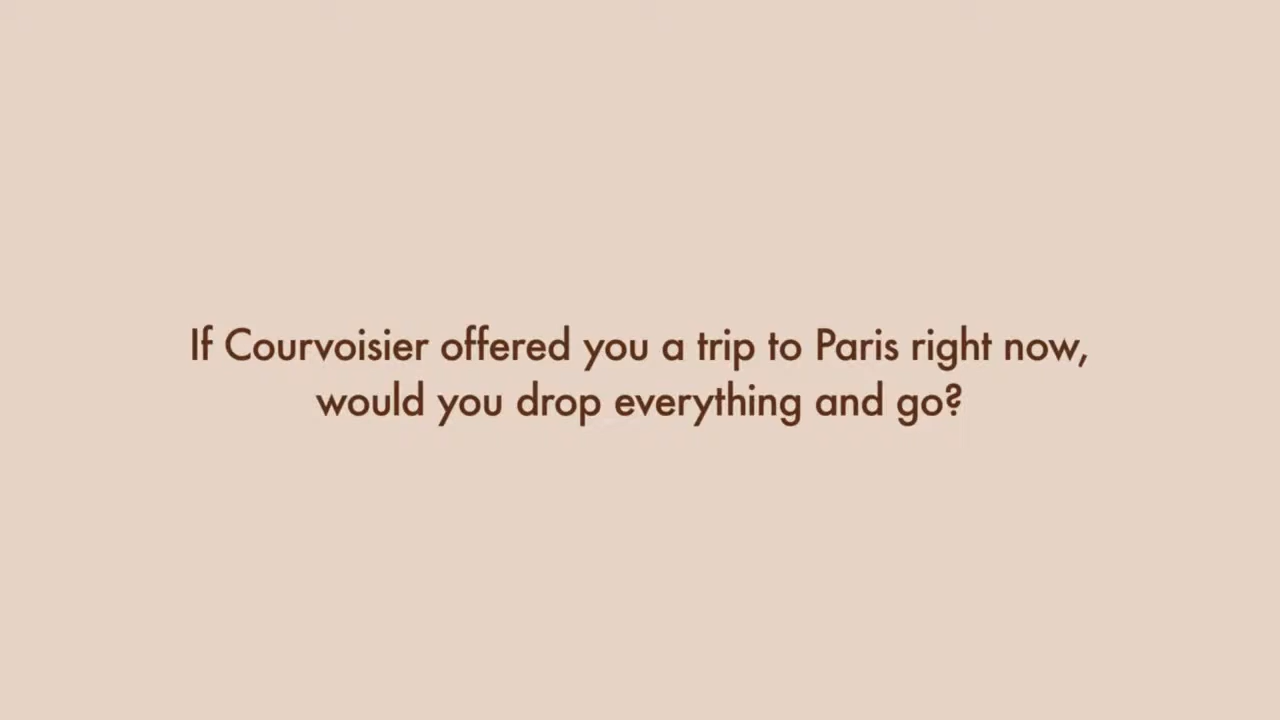 If Courvoisier offered you a trip to Paris right now,
would you drop everything and go?